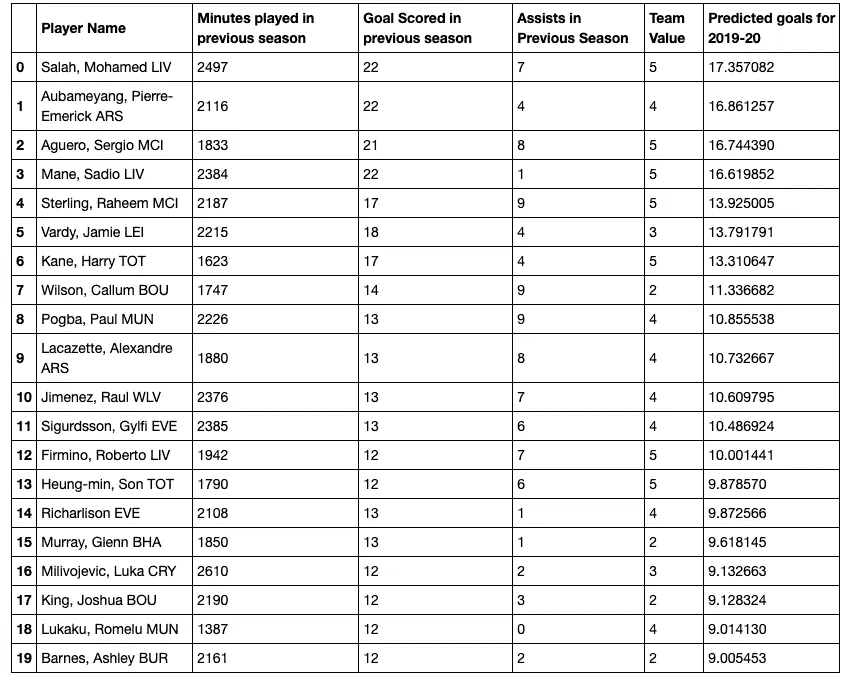 Player Name Minutes played in previous season Goal Scored in previous season Assists in Previous Season Team Value Predicted goals for 2019-20
0 Salah, Mohamed LIV 2497 22 7 5 17.357082
1 Aubameyang, Pierre-Emerick ARS 2116 22 4 4 16.861257
2 Aguero, Sergio MCI 1833 21 8 5 16.744390
3 Mane, Sadio LIV 2384 22 1 5 16.619852
4 Sterling, Raheem MCI 2187 17 9 5 13.925005
5 Vardy, Jamie LEI 2215 18 4 3 13.791791
6 Kane, Harry TOT 1623 17 4 5 13.310647
7 Wilson, Callum BOU 1747 14 9 2 11.336682
8 Pogba, Paul MUN 2226 13 9 4 10.855538
9 Lacazette, Alexandre ARS 1880 13 8 4 10.732667
10 Jimenez, Raul WLV 2376 13 7 4 10.609795
11 Sigurdsson, Gylfi EVE 2385 13 6 4 10.486924
12 Firmino, Roberto LIV 1942 12 7 5 10.001441
13 Heung-min, Son TOT 1790 12 6 5 9.878570
14 Richarlison EVE 2108 13 1 4 9.872566
15 Murray, Glenn BHA 1850 13 1 2 9.618145
16 Milivojevic, Luka CRY 2610 12 2 3 9.132663
17 King, Joshua BOU 2190 12 3 2 9.128324
18 Lukaku, Romelu MUN 1387 12 0 4 9.014130
19 Barnes, Ashley BUR 2161 12 2 2 9.005453